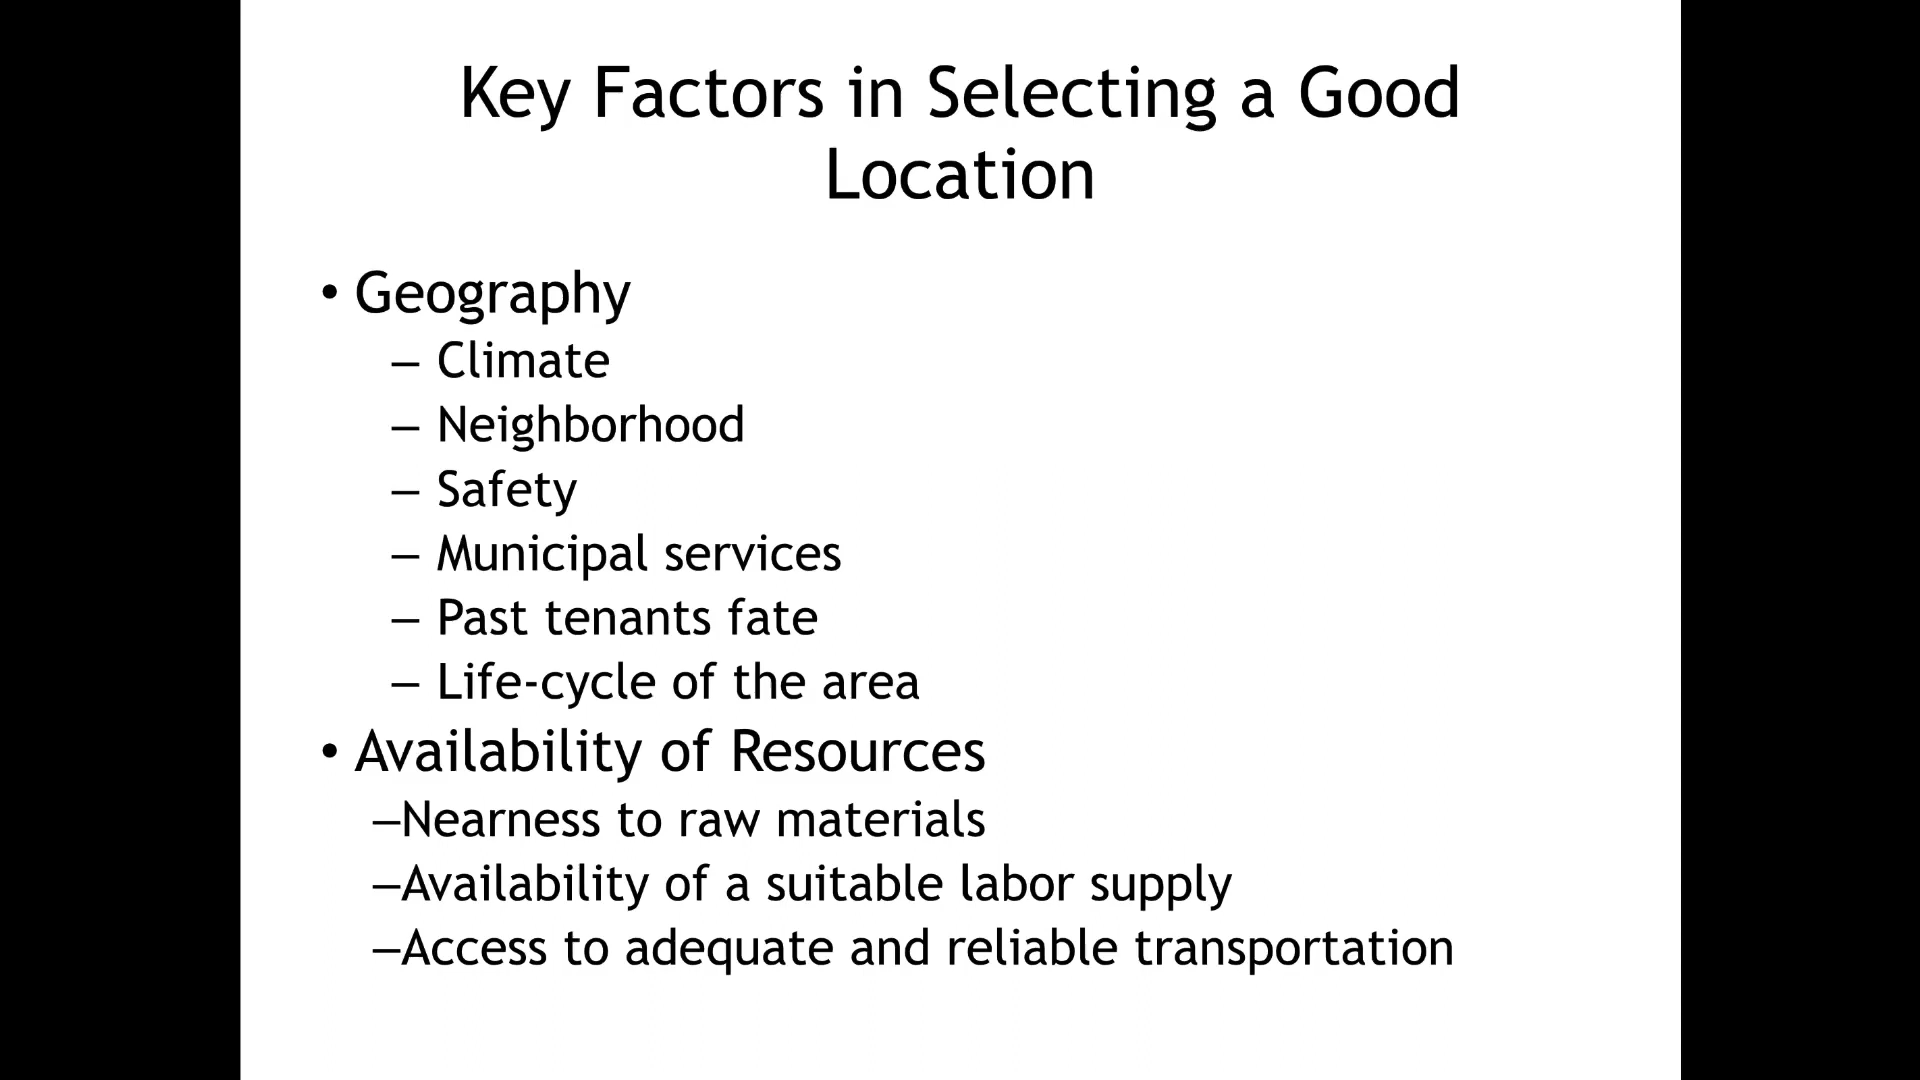 Key Factors in Selecting a Good
Location
• Geography
– Climate
– Neighborhood
– Safety
– Municipal services
– Past tenants fate
– Life-cycle of the area
• Availability of Resources
–Nearness to raw materials
–Availability of a suitable labor supply
–Access to adequate and reliable transportation